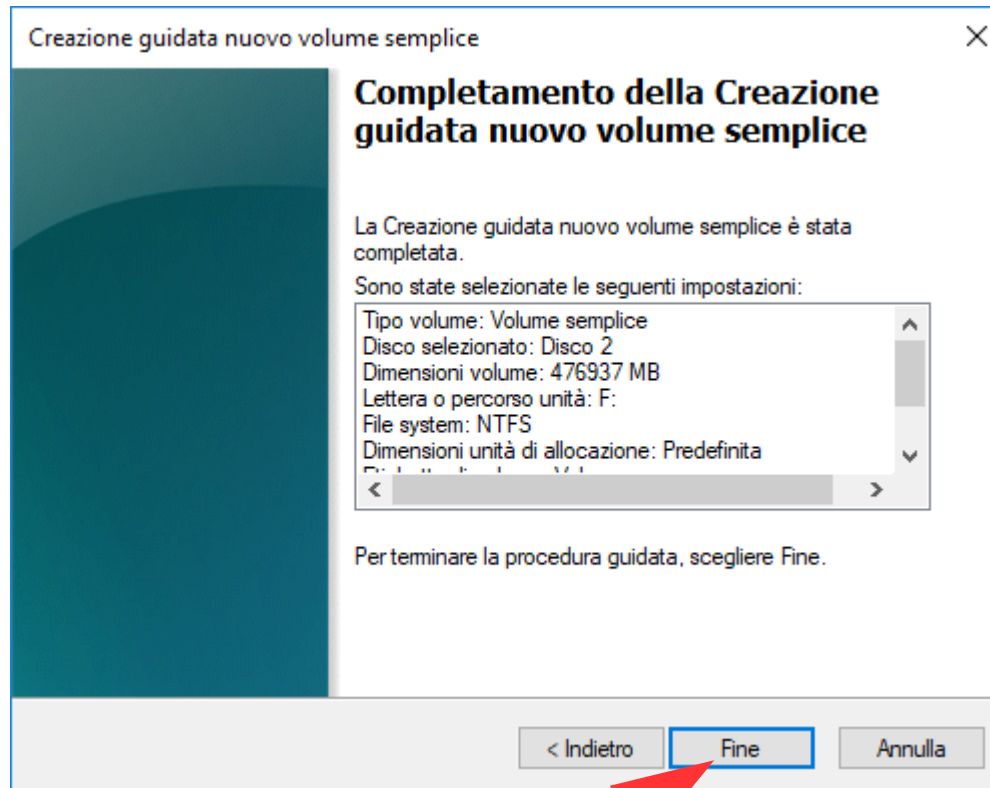 Creazione guidata nuovo volume semplice
Completamento della Creazione
guidata nuovo volume semplice
La Creazione guidata nuovo volume semplice è stata
completata.
Sono state selezionate le seguenti impostazioni:
Tipo volume: Volume semplice
Disco selezionato: Disco 2
Dimensioni volume: 476937 MB
Lettera o percorso unità: F:
File system: NTFS
Dimensioni unità di allocazione: Predefinita
Per terminare la procedura guidata, scegliere Fine.
< Indietro
Fine
Annulla